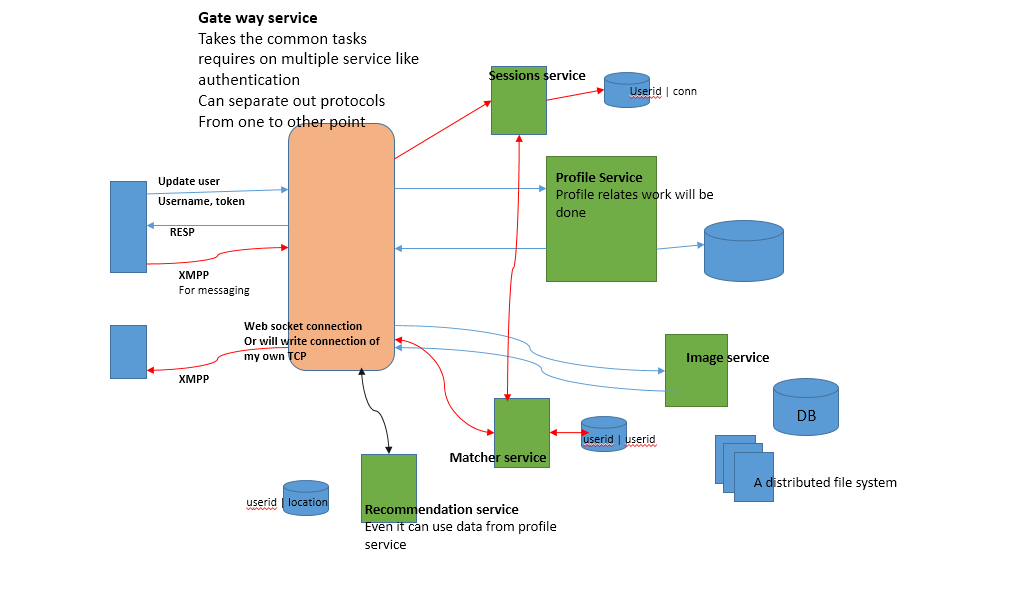 Gate way service
Takes the common tasks
requires on multiple service like
authentication
Can separate out protocols
From one to other point
Sessions service
Userid | conn
Update user
Username, token
RESP
Profile Service
Profile relates work will be
done
XMPP
For messaging
Web socket connection
Or will write connection of
my own TCP
XMPP
Image service
DB
A distributed file system
Matcher service
userid | userid
userid | location
Recommendation service
Even it can use data from profile
service